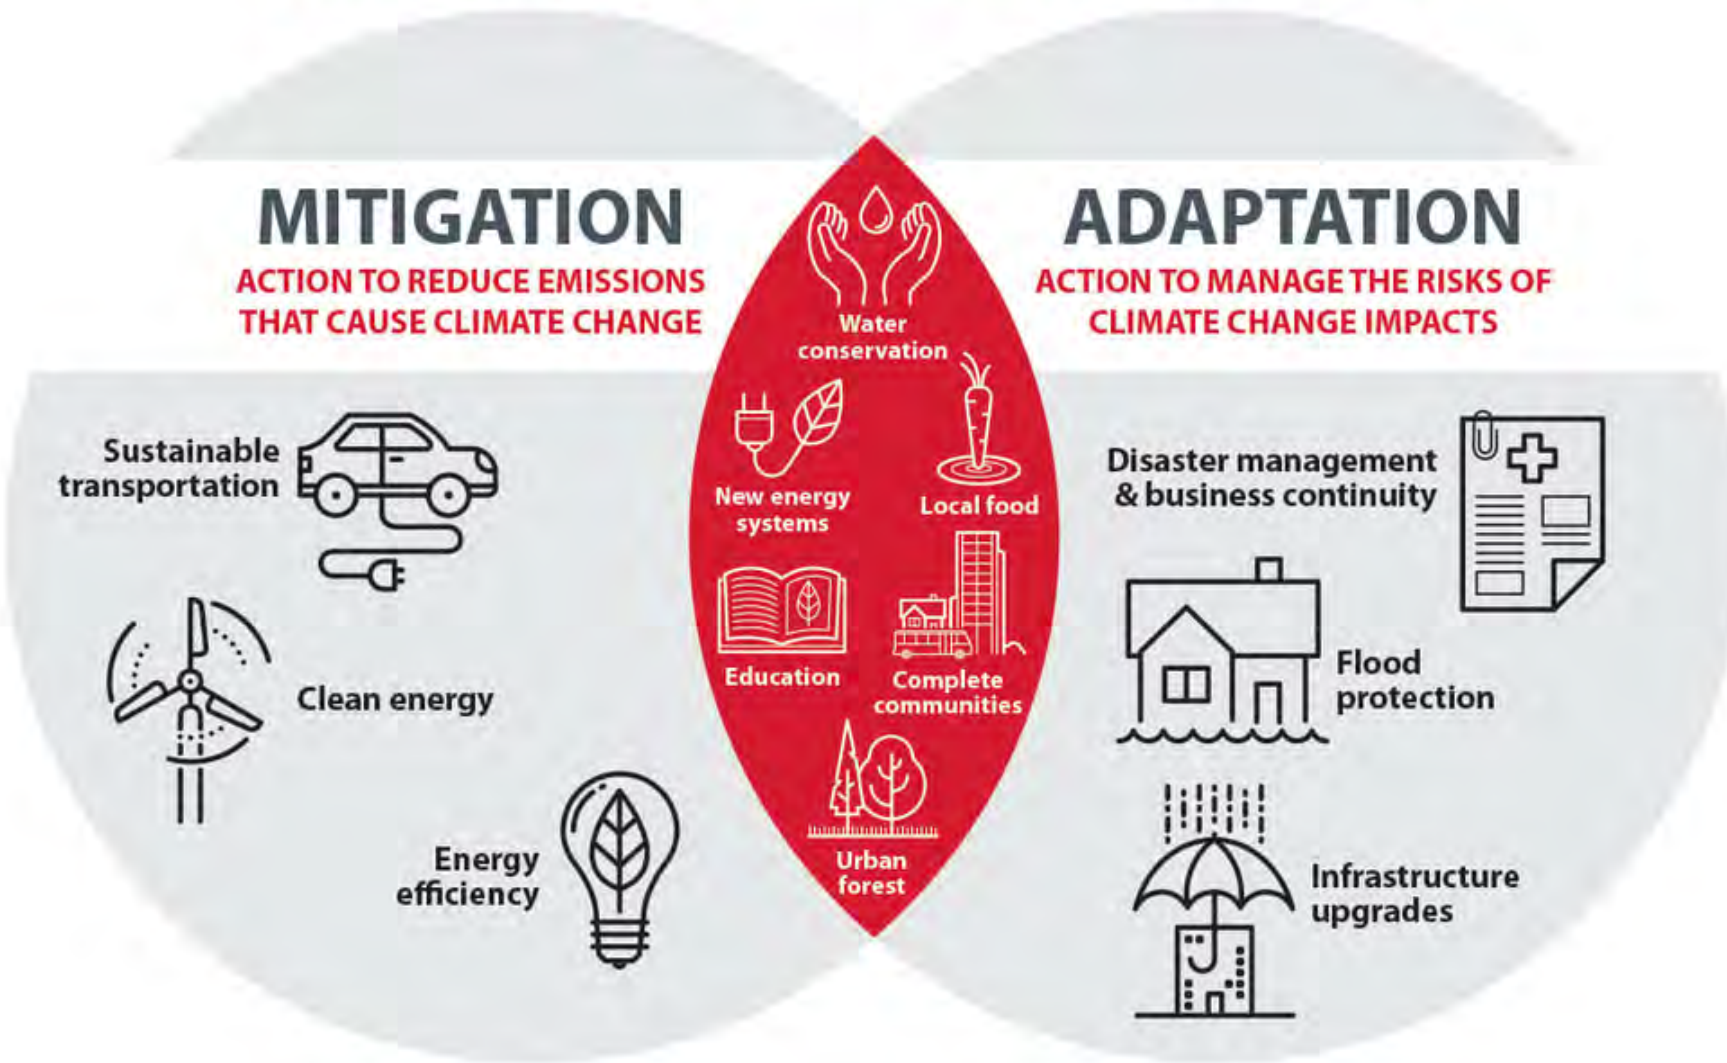 MITIGATION
ACTION TO REDUCE EMISSIONS
THAT CAUSE CLIMATE CHANGE
Sustainable
transportation
Clean energy
Energy
efficiency
Water
conservation
New energy
systems
Local food
Education
Complete
communities
Urban
forest
ADAPTATION
ACTION TO MANAGE THE RISKS OF
CLIMATE CHANGE IMPACTS
Disaster management
& business continuity
Flood
protection
Infrastructure
upgrades